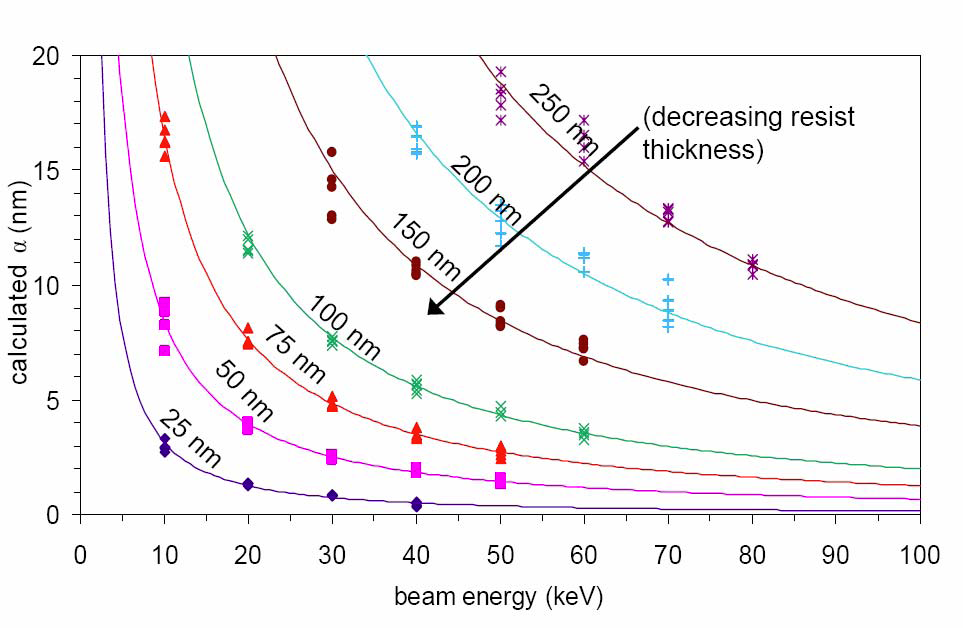 20
15
10
5
0
calculated α (nm)
250 nm
200 nm
150 nm
100 nm
75 nm
50 nm
25 nm
(decreasing resist
thickness)
0 10 20 30 40 50 60 70 80 90 100
beam energy (keV)